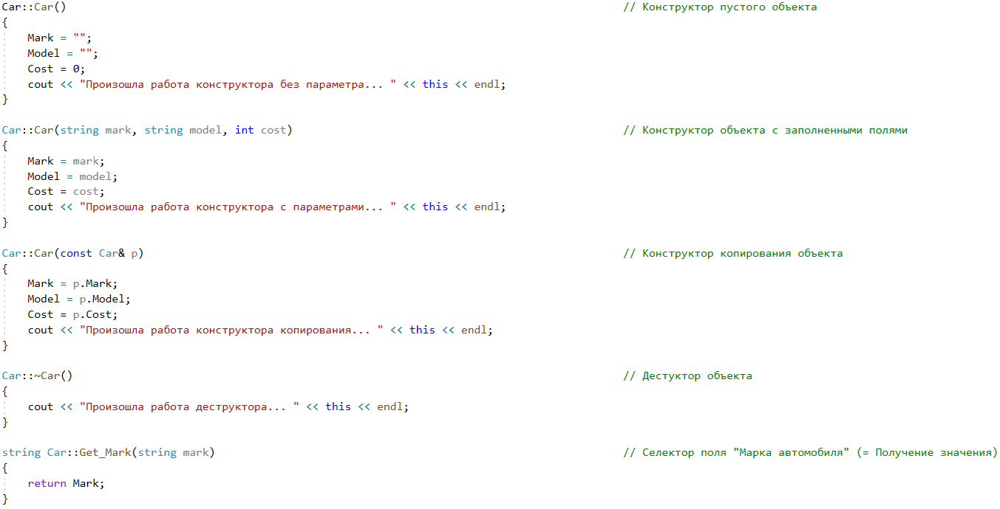 Car::Car() // Конструктор пустого объекта
{
    Mark = "";
    Model = "";
    Cost = 0;
    cout << "Произошла работа конструктора без параметра... " << this << endl;
}

Car::Car(string mark, string model, int cost) // Конструктор объекта с заполненными полями
{
    Mark = mark;
    Model = model;
    Cost = cost;
    cout << "Произошла работа конструктора с параметрами... " << this << endl;
}

Car::Car(const Car& p) // Конструктор копирования объекта
{
    Mark = p.Mark;
    Model = p.Model;
    Cost = p.Cost;
    cout << "Произошла работа конструктора копирования... " << this << endl;
}

Car::~Car() // Дестуктор объекта
{
    cout << "Произошла работа деструктора... " << this << endl;
}

string Car::Get_Mark(string mark) // Селектор поля "Марка автомобиля" (= Получение значения)
{
    return Mark;
}